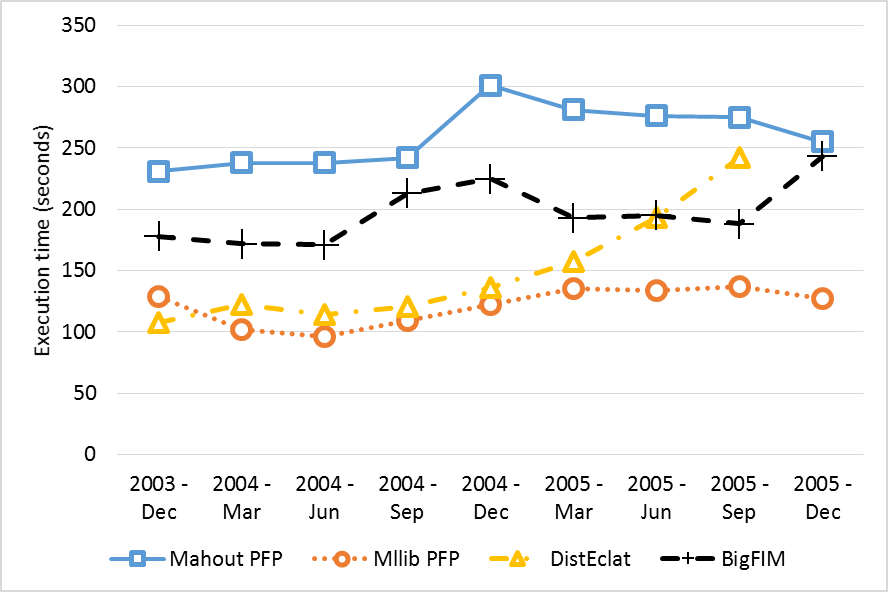 350
300
250
200
150
100
50
0
Execution time (seconds)
2003 - Dec
2004 - Mar
2004 - Jun
2004 - Sep
2004 - Dec
2005 - Mar
2005 - Jun
2005 - Sep
2005 - Dec
Mahout PFP
Mllib PFP
DistEclat
BigFIM